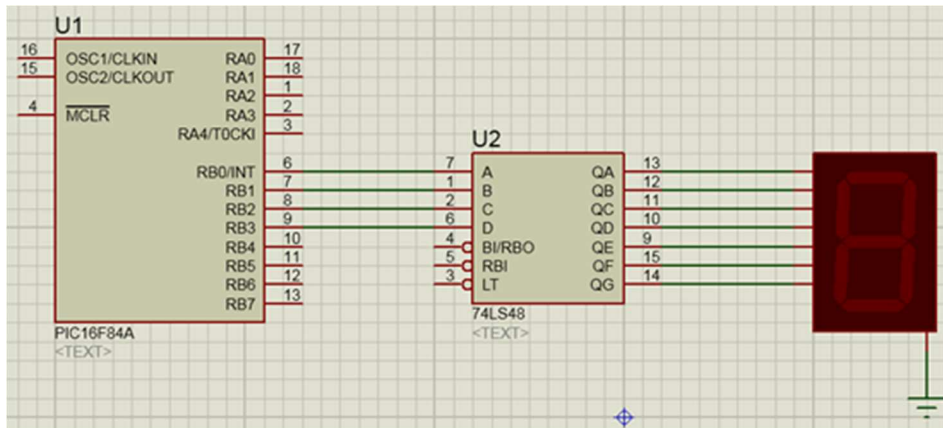 U1
16 OSC1/CLKIN RA0 17
15 OSC2/CLKOUT RA1 18
RA2 1
4 MCLR RA3 2
RA4/T0CKI 3
RB0/INT 6
RB1 7
RB2 8
RB3 9
RB4 10
RB5 11
RB6 12
RB7 13
PIC16F84A
<TEXT>
U2
7 A QA 13
1 B QB 12
2 C QC 11
6 D QD 10
4 BI/RBO QE 9
5 RBI QF 15
3 LT QG 14
74LS48
<TEXT>